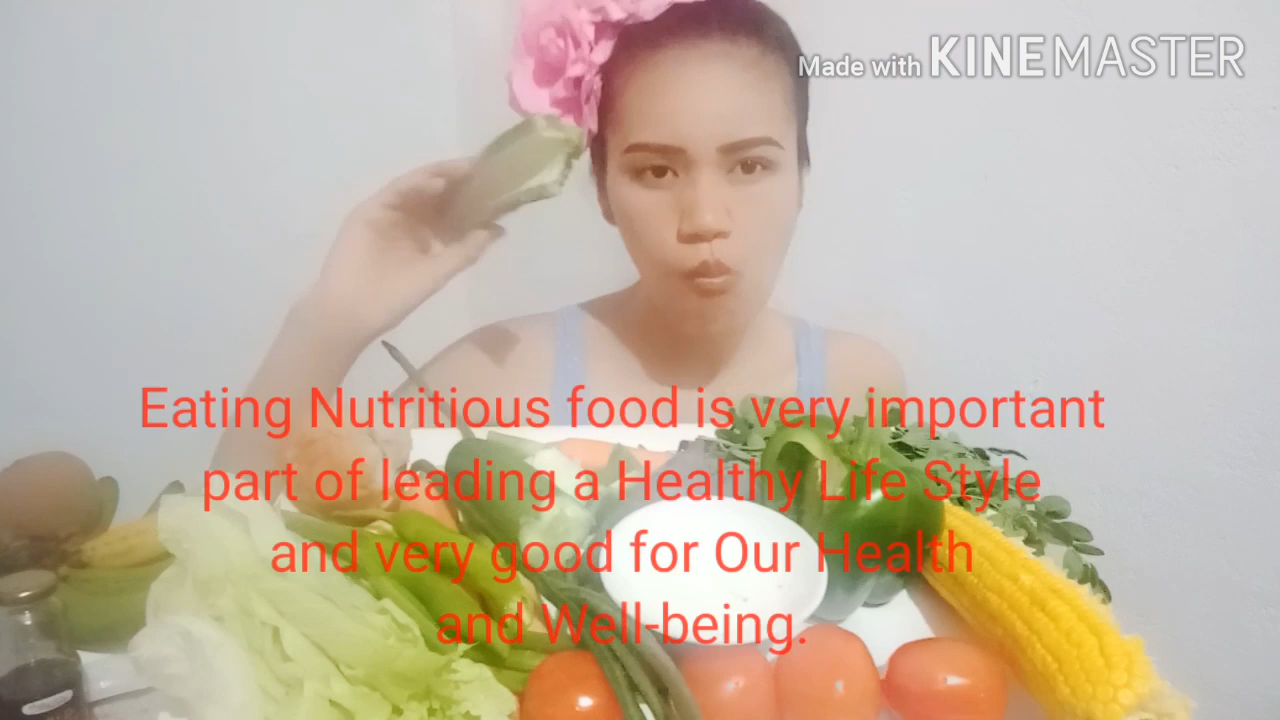 Made with KINEMASTER
Eating Nutritious food is very important
part of leading a Healthy Life Style
and very good for Our Health
and Well-being.